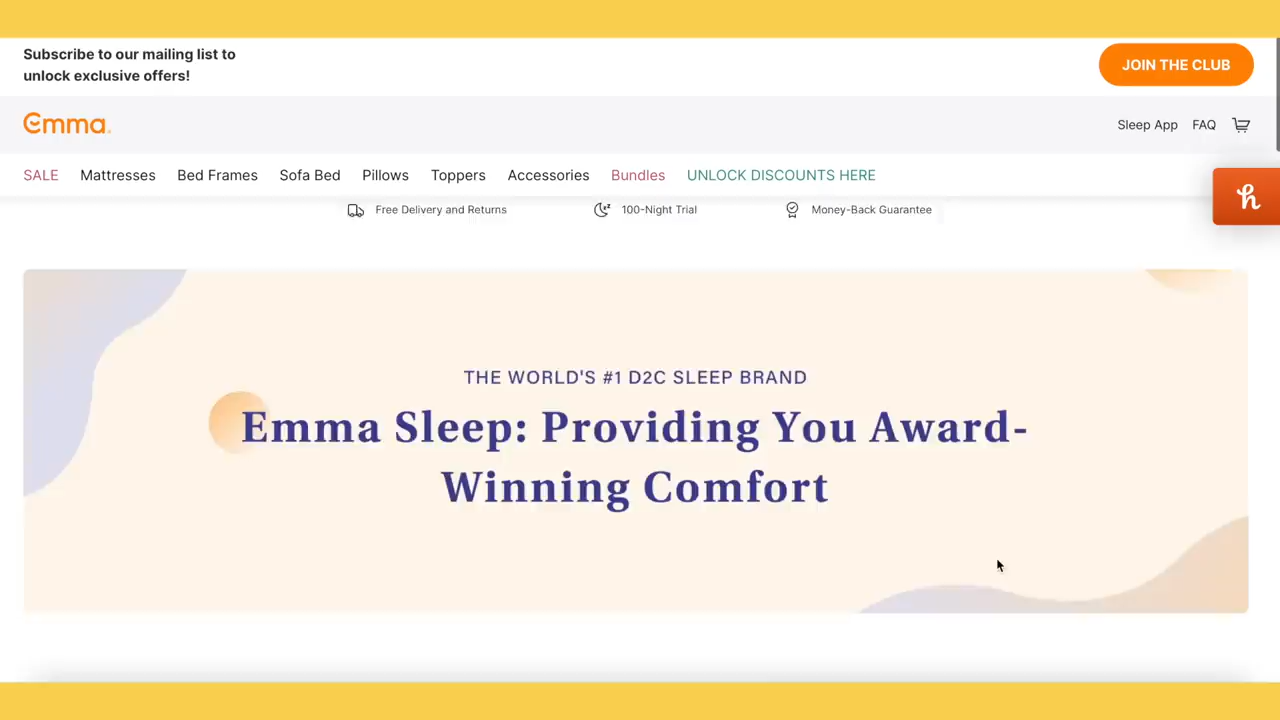 Subscribe to our mailing list to
unlock exclusive offers!
JOIN THE CLUB
Emma.
Sleep App FAQ
SALE Mattresses Bed Frames Sofa Bed Pillows Toppers Accessories Bundles UNLOCK DISCOUNTS HERE
Free Delivery and Returns 100-Night Trial Money-Back Guarantee
THE WORLD'S #1 D2C SLEEP BRAND
Emma Sleep: Providing You Award-
Winning Comfort